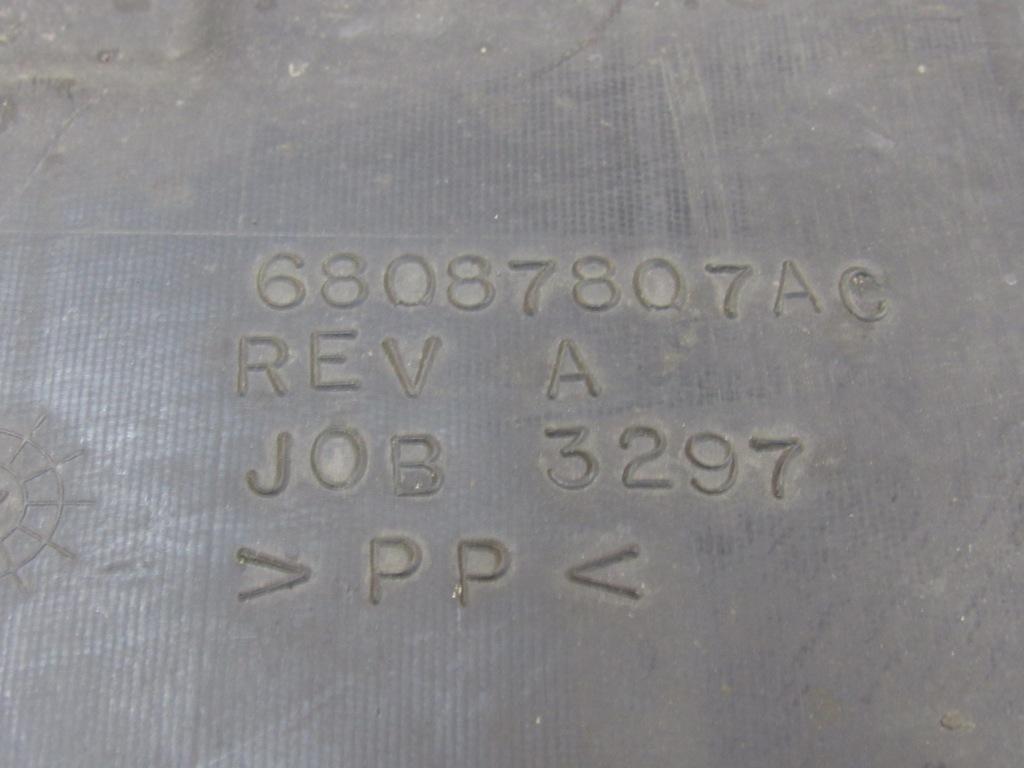 68087807AC
REV A
JOB 3297
> PP <